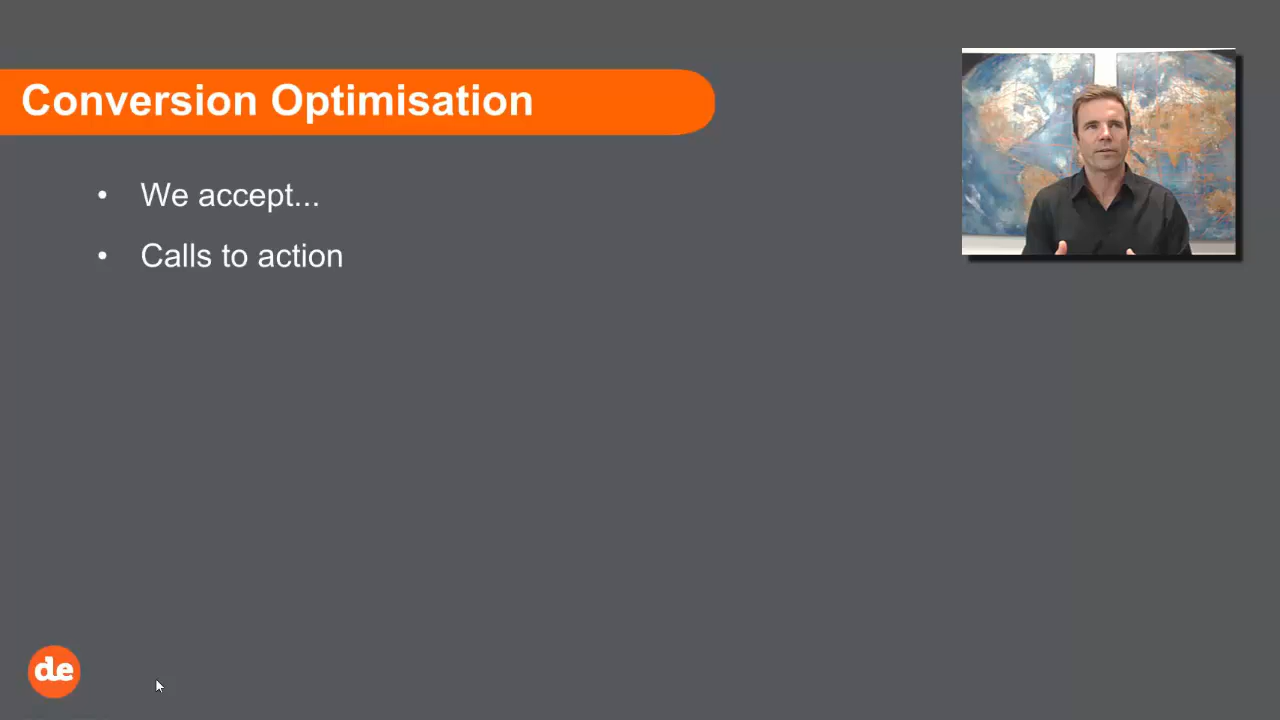 Conversion Optimisation
• We accept...
• Calls to action
de